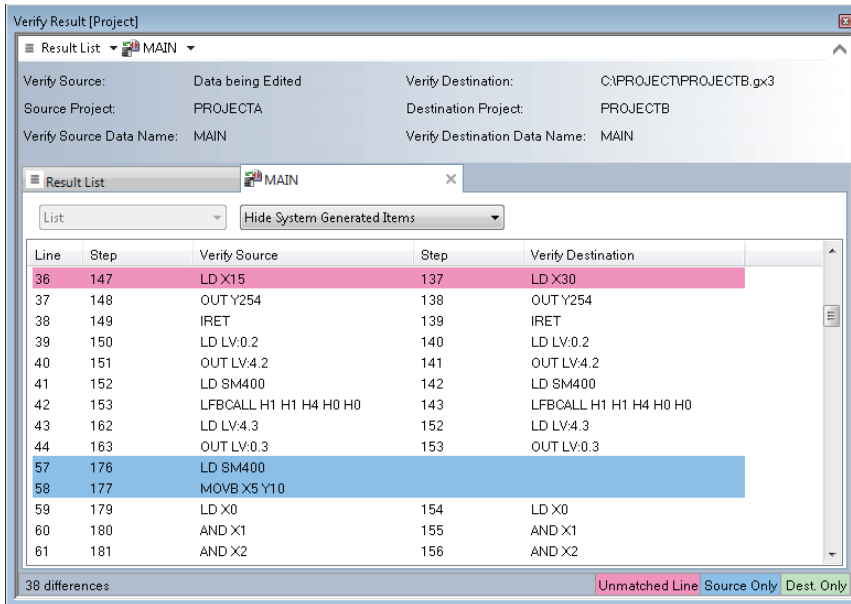 Verify Result [Project]
Result List MAIN
Verify Source: Data being Edited Verify Destination: C:\PROJECT\PROJECTB.gx3
Source Project: PROJECTA Destination Project: PROJECTB
Verify Source Data Name: MAIN Verify Destination Data Name: MAIN
Result List MAIN
List Hide System Generated Items
Line Step Verify Source Step Verify Destination
36 147 LD X15 137 LD X30
37 148 OUT Y254 138 OUT Y254
38 149 IRET 139 IRET
39 150 LD LV:0.2 140 LD LV:0.2
40 151 OUT LV:4.2 141 OUT LV:4.2
41 152 LD SM400 142 LD SM400
42 153 LFBCALL H1 H1 H4 H0 H0 143 LFBCALL H1 H1 H4 H0 H0
43 162 LD LV:4.3 152 LD LV:4.3
44 163 OUT LV:0.3 153 OUT LV:0.3
57 176 LD SM400
58 177 MOVB X5 Y10
59 179 LD X0 154 LD X0
60 180 AND X1 155 AND X1
61 181 AND X2 156 AND X2
38 differences Unmatched Line Source Only Dest. Only